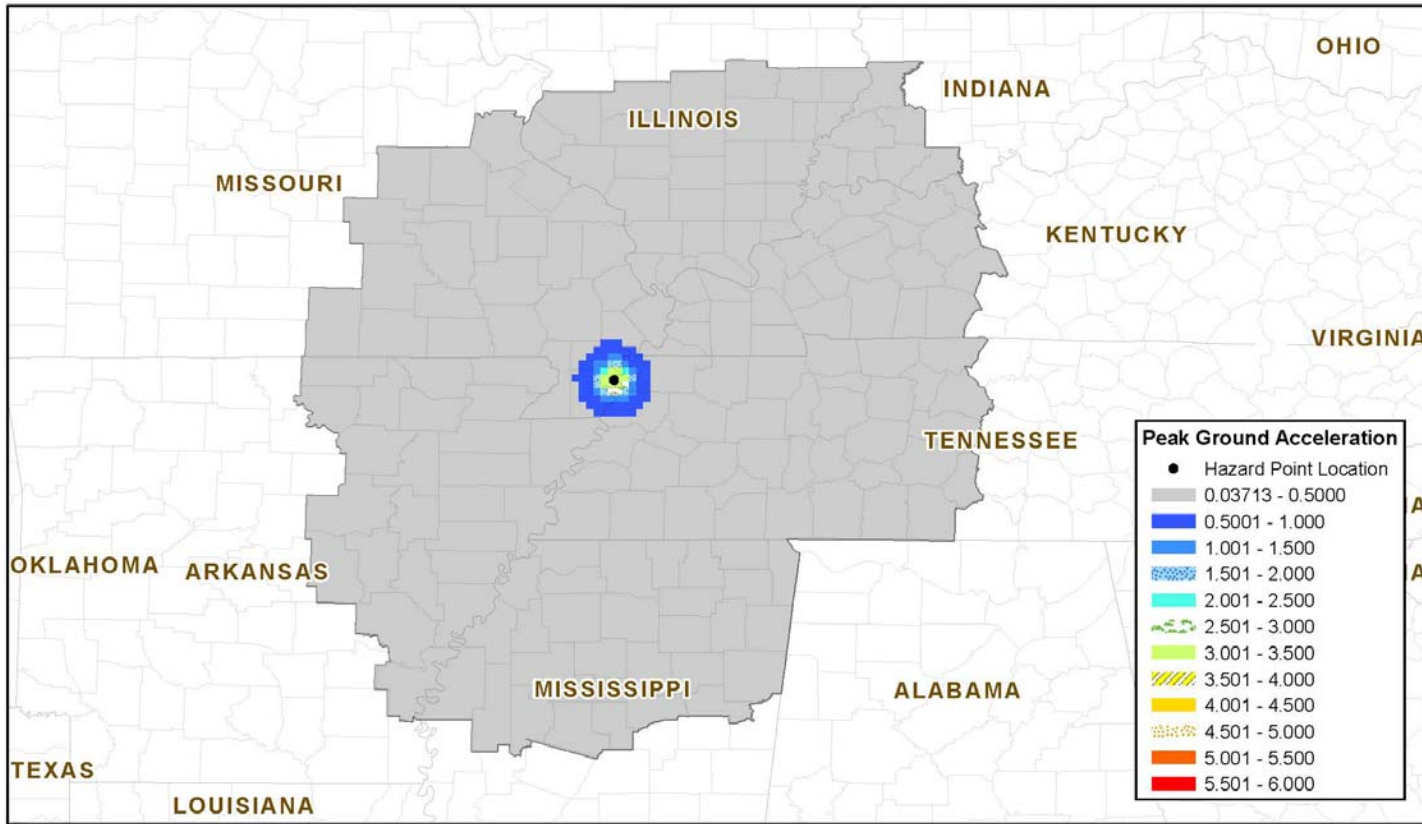 OHIO
INDIANA
ILLINOIS
MISSOURI
KENTUCKY
VIRGINIA
TENNESSEE
OKLAHOMA
ARKANSAS
MISSISSIPPI
ALABAMA
TEXAS
LOUISIANA
Peak Ground Acceleration
Hazard Point Location
0.03713 - 0.5000
0.5001 - 1.000
1.001 - 1.500
1.501 - 2.000
2.001 - 2.500
2.501 - 3.000
3.001 - 3.500
3.501 - 4.000
4.001 - 4.500
4.501 - 5.000
5.001 - 5.500
5.501 - 6.000